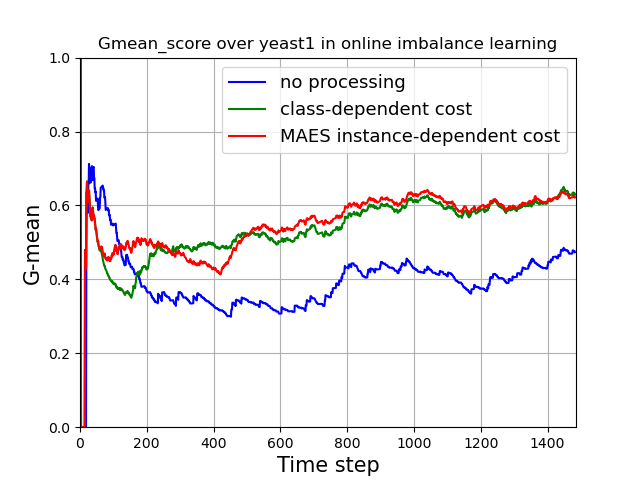 Gmean_score over yeast1 in online imbalance learning
no processing
class-dependent cost
MAES instance-dependent cost
G-mean
1.0
0.8
0.6
0.4
0.2
0.0
0 200 400 600 800 1000 1200 1400
Time step